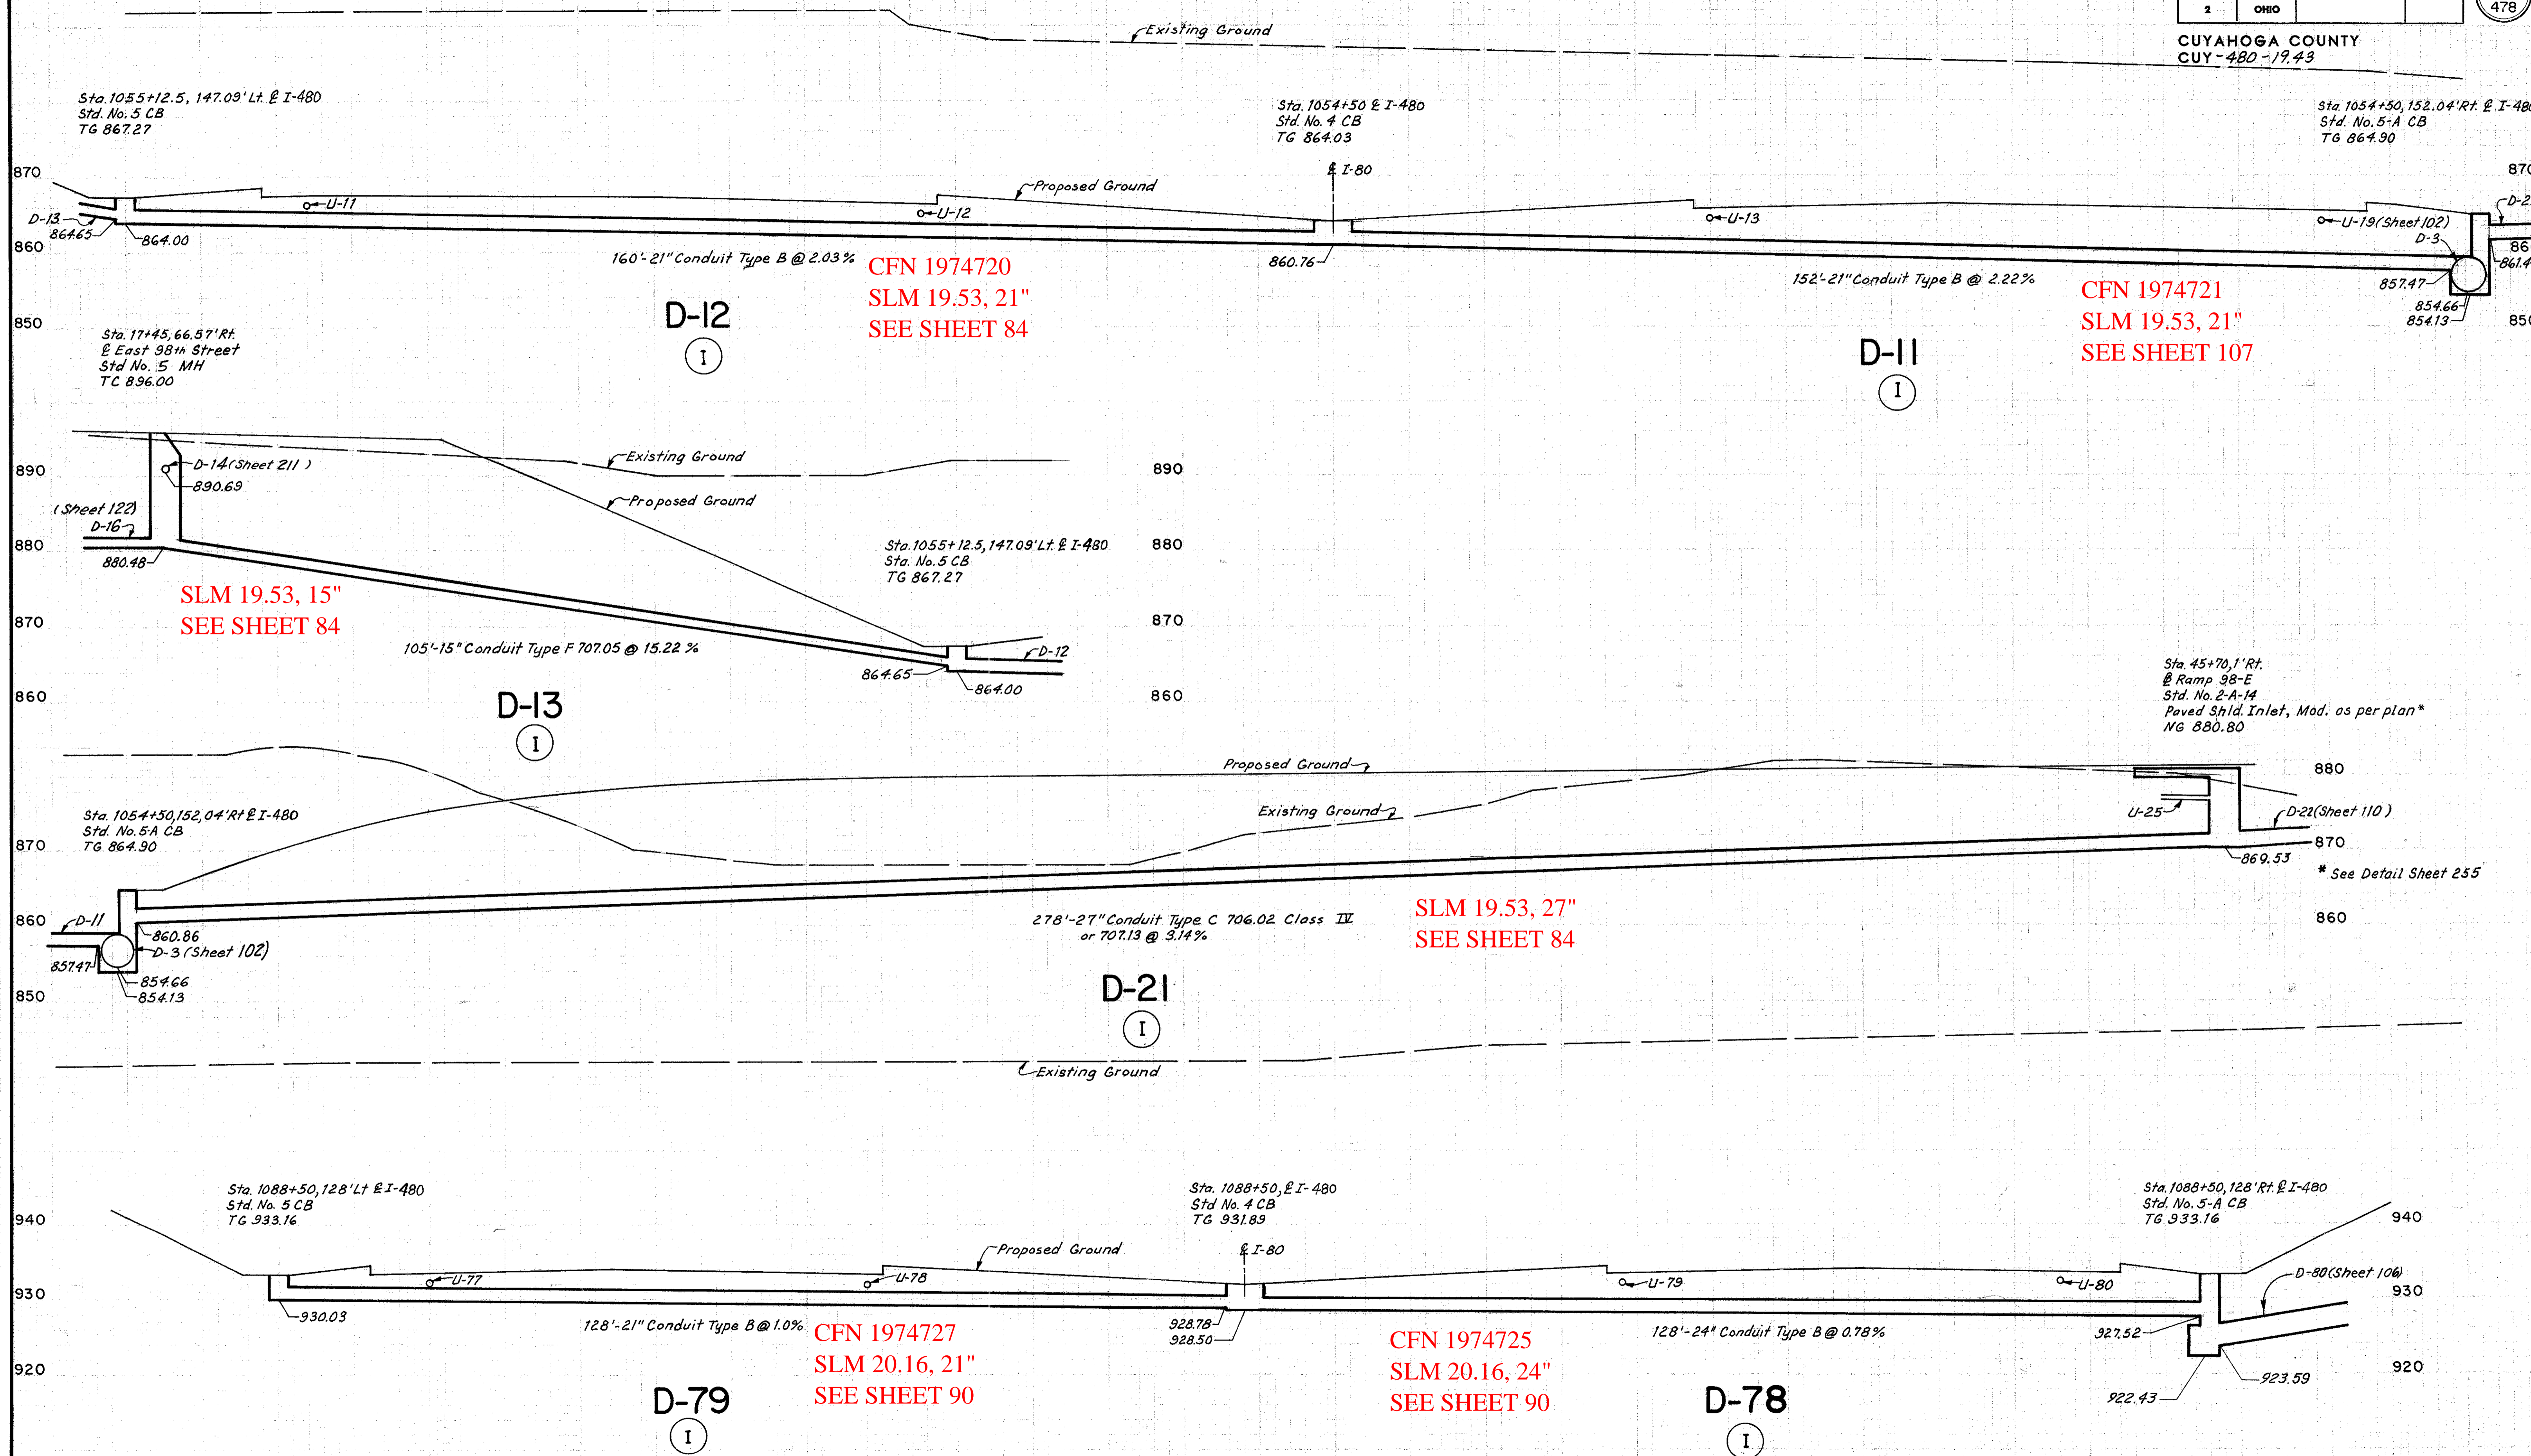 2 OHIO
478
CUYAHOGA COUNTY
CUY-480-19.43
Existing Ground
Sta. 1055+12.5, 147.09' Lt. ℄ I-480
Std. No. 5 CB
TG 867.27
Sta. 1054+50 ℄ I-480
Std. No. 4 CB
TG 864.03
Sta. 1054+50, 152.04' Rt. ℄ I-480
Std. No. 5-A CB
TG 864.90
℄ I-80
870
870
Proposed Ground
U-11
U-12
U-13
U-19 (Sheet 102)
D-13
864.65
864.00
860
D-3
860.76
857.47
854.66
854.13
850
850
160'-21" Conduit Type B @ 2.03%
CFN 1974720
SLM 19.53, 21"
SEE SHEET 84
D-12
I
152'-21" Conduit Type B @ 2.22%
CFN 1974721
SLM 19.53, 21"
SEE SHEET 107
D-11
I
Sta. 17+45, 66.57' Rt.
℄ East 98th Street
Std No. 5 MH
TC 896.00
890
D-14 (Sheet 211)
890.69
Existing Ground
890
Proposed Ground
(Sheet 122)
D-16
880
880.48
Sta. 1055+12.5, 147.09' Lt. ℄ I-480
Sta. No. 5 CB
TG 867.27
880
SLM 19.53, 15"
SEE SHEET 84
870
870
105'-15" Conduit Type F 707.05 @ 15.22 %
D-12
864.65
864.00
860
860
D-13
I
Sta. 45+70, 1' Rt.
℄ Ramp 98-E
Std. No. 2-A-14
Paved Shld. Inlet, Mod. as per plan*
NG 880.80
Proposed Ground
880
Existing Ground
U-25
D-22 (Sheet 110)
Sta. 1054+50, 152,04' Rt ℄ I-480
Std. No. 5-A CB
TG 864.90
870
870
869.53
* See Detail Sheet 255
860
860
D-11
860.86
D-3 (Sheet 102)
857.47
854.66
854.13
850
278'-27" Conduit Type C 706.02 Class IV
or 707.13 @ 3.14%
SLM 19.53, 27"
SEE SHEET 84
D-21
I
Existing Ground
Sta. 1088+50, 128' Lt ℄ I-480
Std. No. 5 CB
TG 933.16
Sta. 1088+50, ℄ I-480
Std No. 4 CB
TG 931.89
Sta. 1088+50, 128' Rt. ℄ I-480
Std. No. 5-A CB
TG 933.16
940
940
Proposed Ground
℄ I-80
U-77
U-78
U-79
U-80
D-80 (Sheet 106)
930
930
930.03
928.78
928.50
927.52
923.59
922.43
920
920
128'-21" Conduit Type B @ 1.0%
CFN 1974727
SLM 20.16, 21"
SEE SHEET 90
D-79
I
128'-24" Conduit Type B @ 0.78%
CFN 1974725
SLM 20.16, 24"
SEE SHEET 90
D-78
I